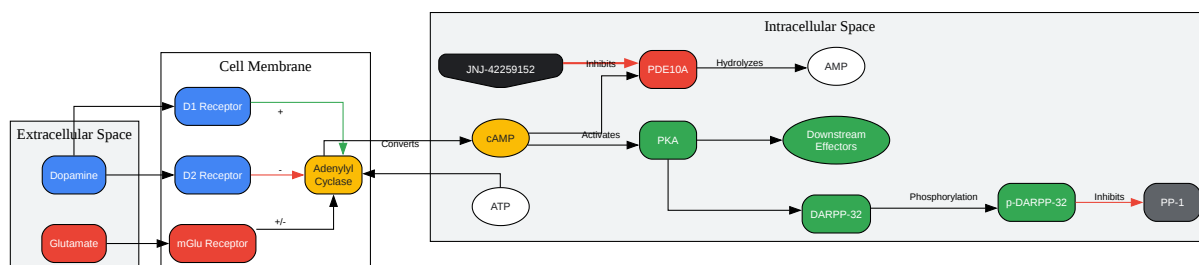 Intracellular Space
Cell Membrane
Extracellular Space
JNJ-42259152
Inhibits
PDE10A
Hydrolyzes
AMP
D1 Receptor
+
Dopamine
D2 Receptor
-
Adenylyl
Cyclase
Converts
cAMP
Activates
PKA
Downstream
Effectors
ATP
Glutamate
mGlu Receptor
+/-
DARPP-32
Phosphorylation
p-DARPP-32
Inhibits
PP-1